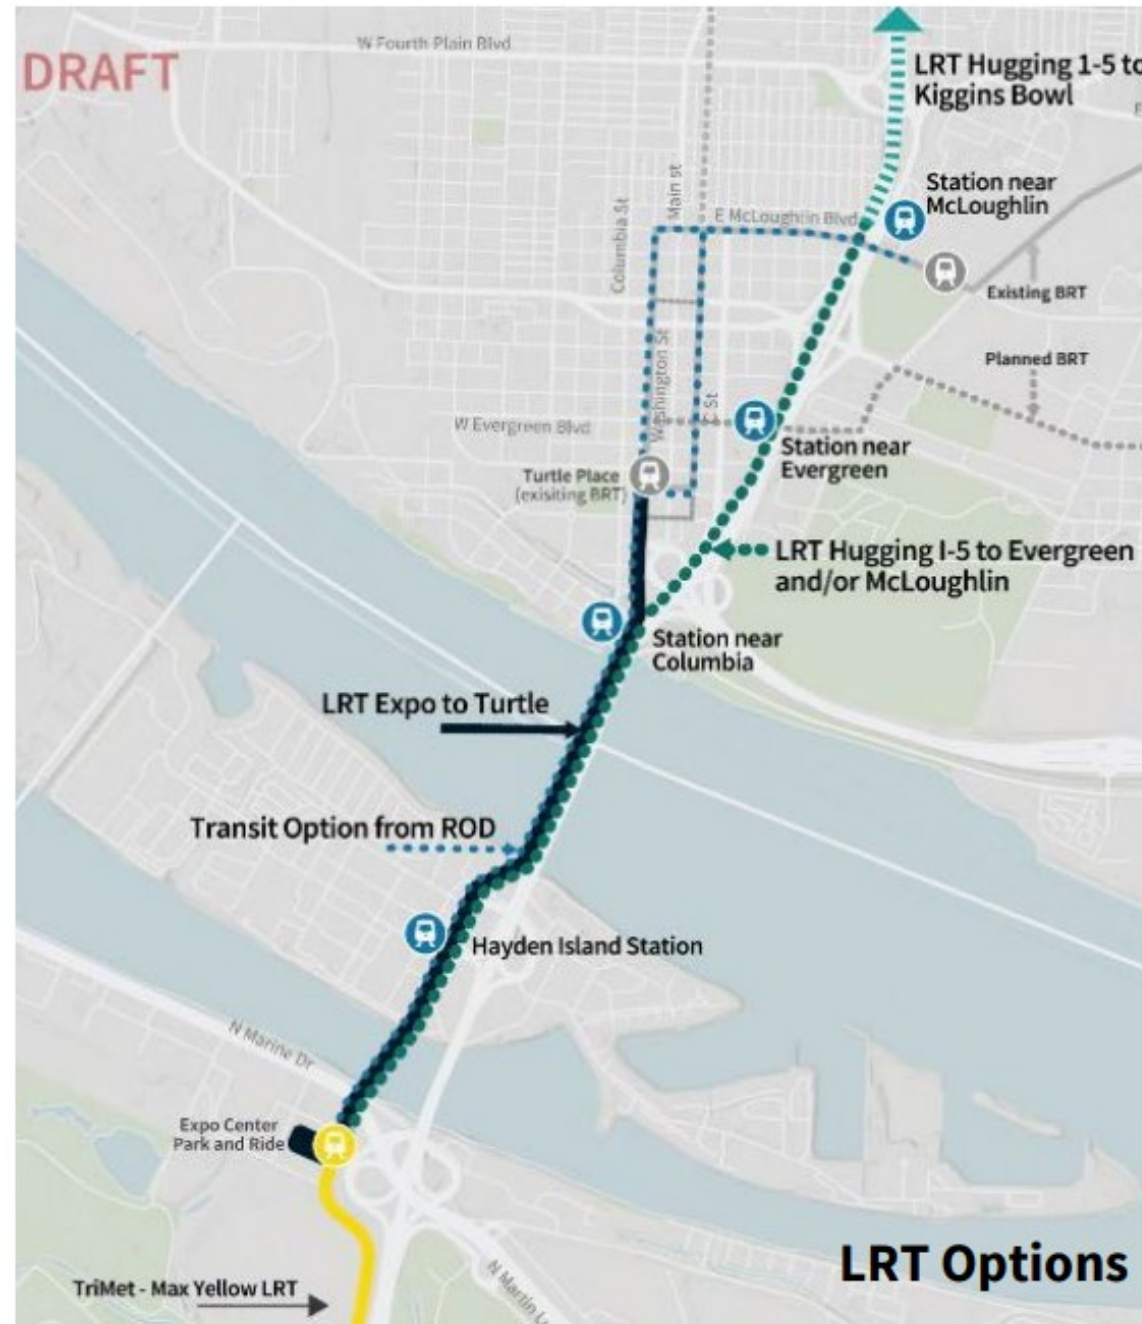 W Fourth Plain Blvd
DRAFT
LRT Hugging 1-5 to
Kiggins Bowl
F
Station near
McLoughlin
Main st
Columbia St
E McLoughlin Blvd
Existing BRT
Planned BRT
Washington St
C St
W Evergreen Blvd
Station near
Evergreen
Turtle Place
(exisiting BRT)
LRT Hugging I-5 to Evergreen
and/or McLoughlin
Station near
Columbia
LRT Expo to Turtle
Transit Option from ROD
Hayden Island Station
N Marine Dr
Expo Center
Park and Ride
LRT Options
TriMet - Max Yellow LRT
N Martin Lu